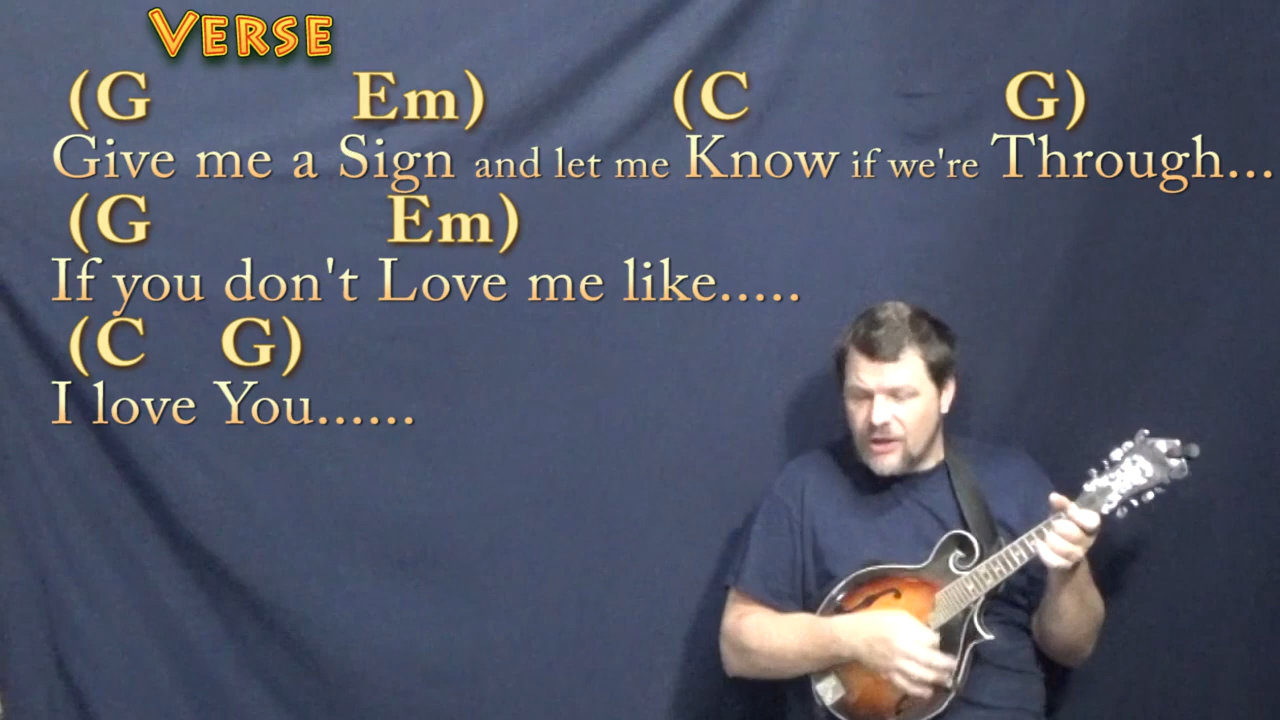 VERSE
(G Em) (C G)
Give me a Sign and let me Know if we're Through...
(G Em)
If you don't Love me like.....
(C G)
I love You......